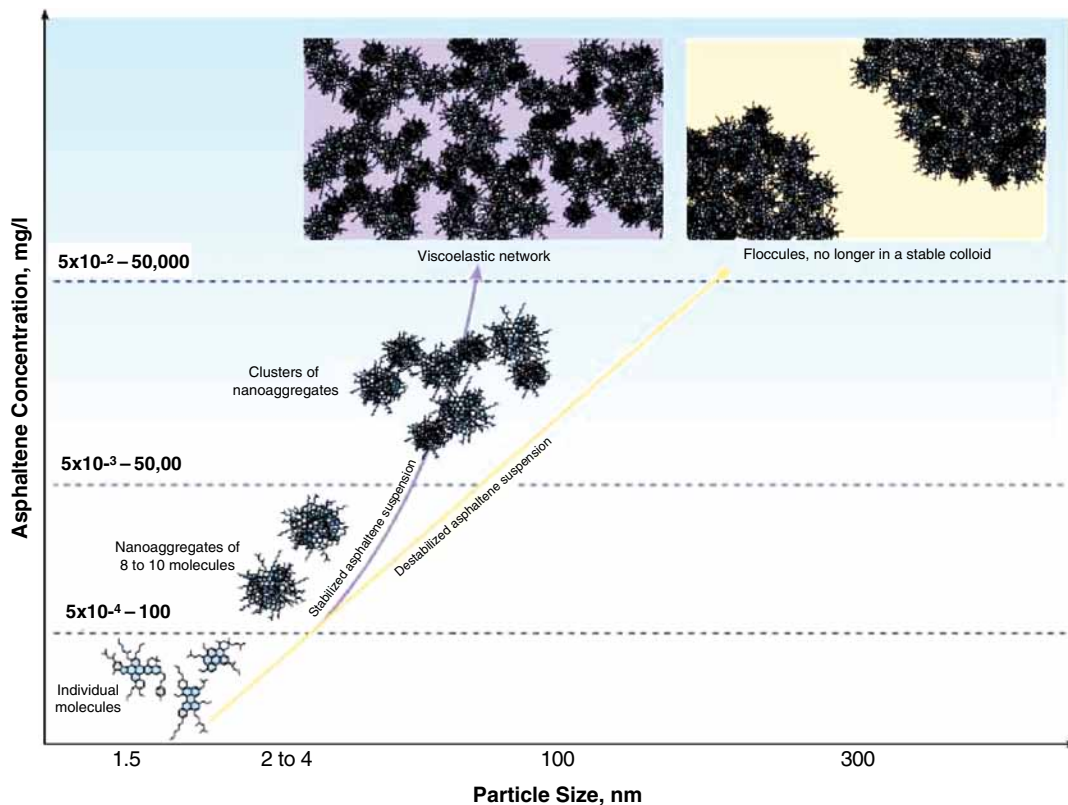 Asphaltene Concentration, mg/l
Viscoelastic network
Floccules, no longer in a stable colloid
5x10-² – 50,000
Clusters of
nanoaggregates
5x10-³ – 50,00
Stabilized asphaltene suspension
Destabilized asphaltene suspension
Nanoaggregates of
8 to 10 molecules
5x10-⁴ – 100
Individual
molecules
1.5
2 to 4
100
300
Particle Size, nm